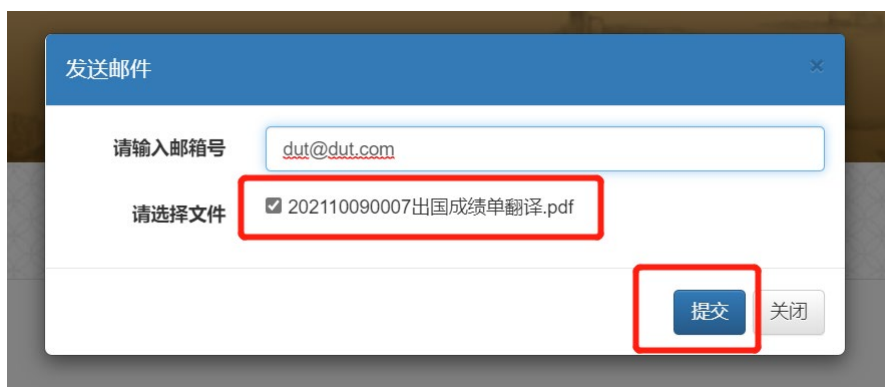 发送邮件 ×
请输入邮箱号 dut@dut.com
请选择文件 202110090007出国成绩单翻译.pdf
提交 关闭